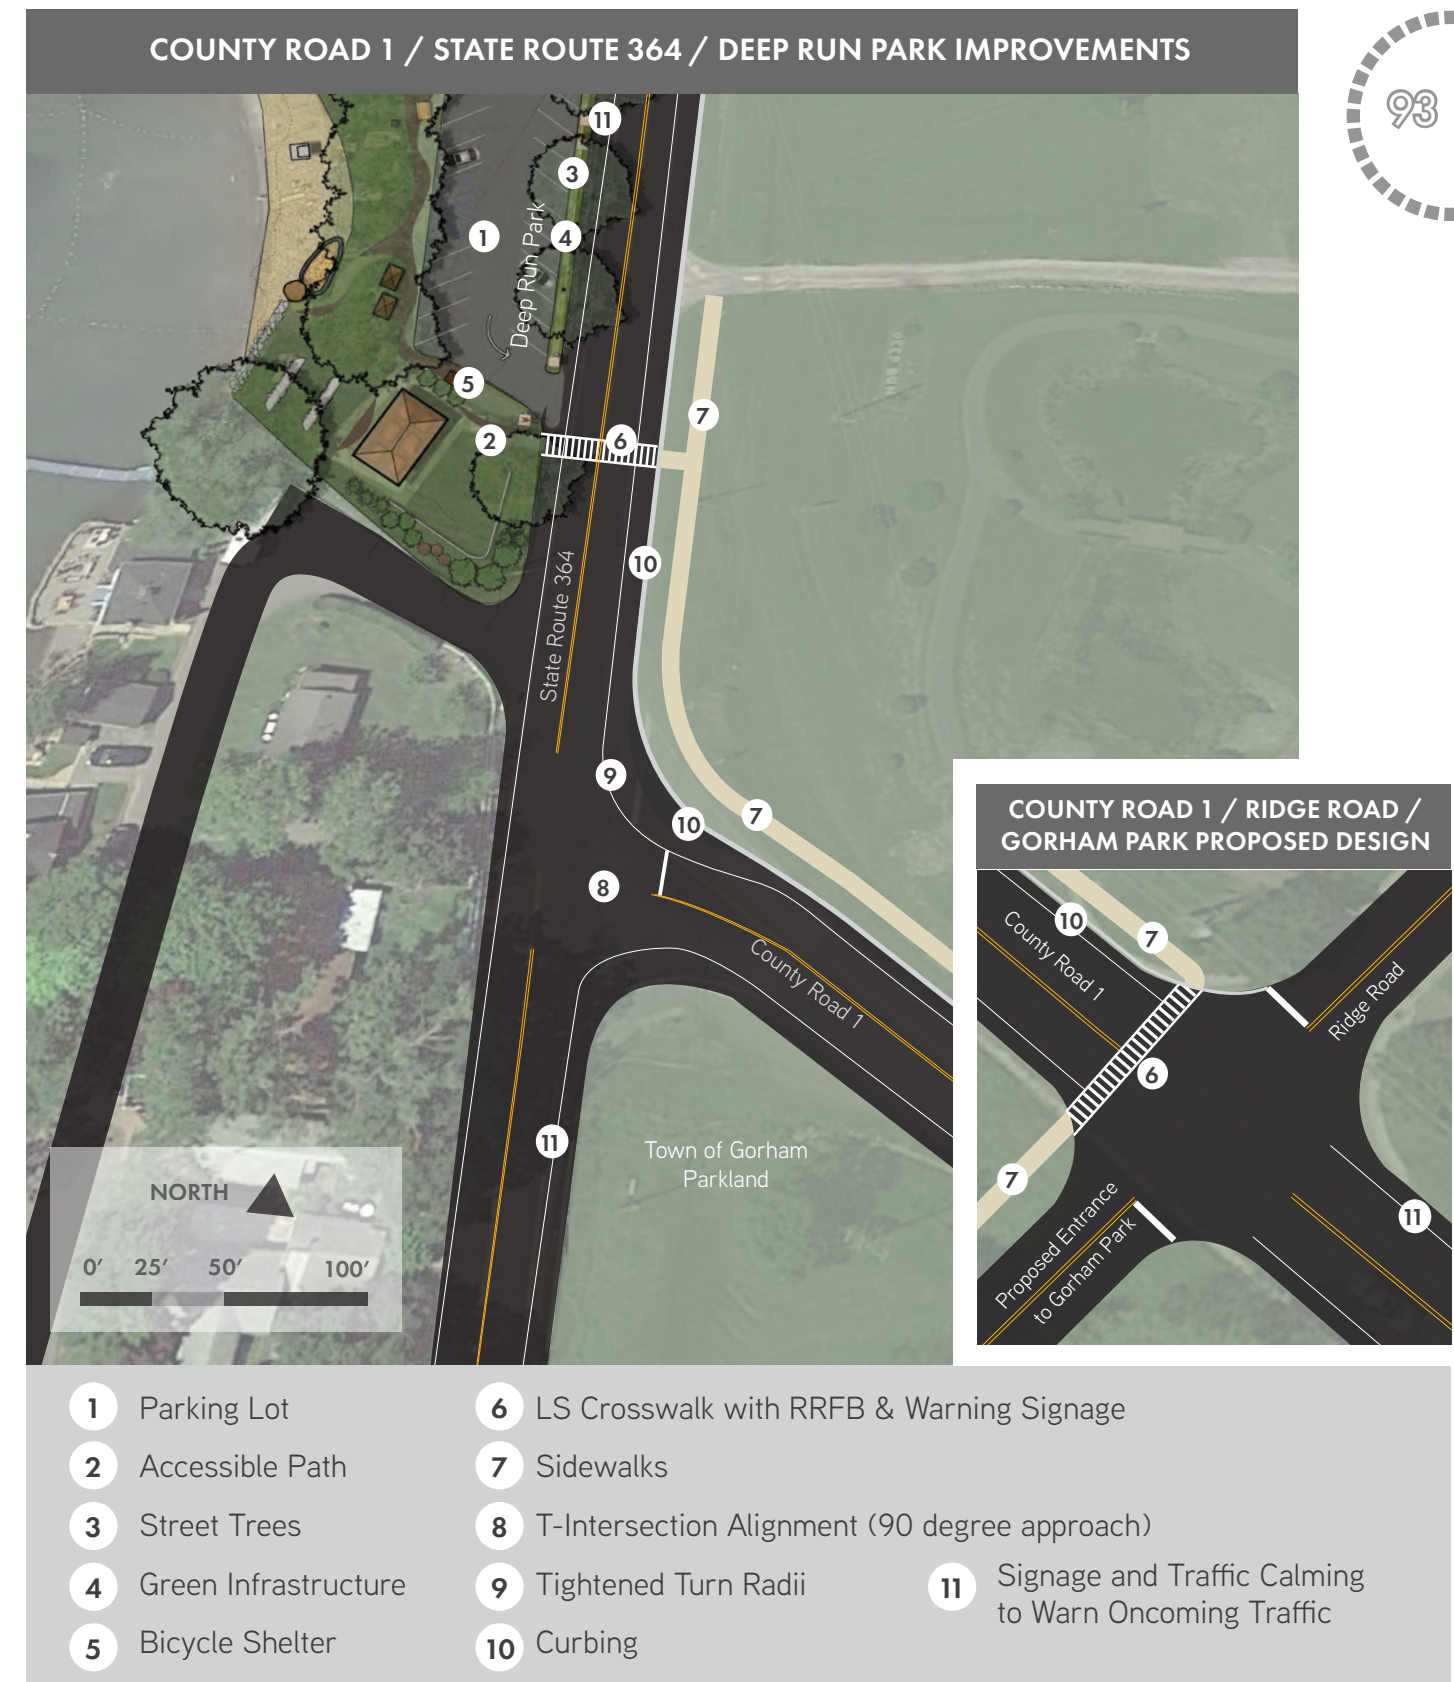 COUNTY ROAD 1 / STATE ROUTE 364 / DEEP RUN PARK IMPROVEMENTS
93
11
3
1
4
Deep Run Park
5
2
6
7
10
State Route 364
9
10
7
8
County Road 1
11
Town of Gorham
Parkland
NORTH
0’ 25’ 50’ 100’
COUNTY ROAD 1 / RIDGE ROAD /
GORHAM PARK PROPOSED DESIGN
10
7
County Road 1
Ridge Road
6
7
11
Proposed Entrance
to Gorham Park
1 Parking Lot
2 Accessible Path
3 Street Trees
4 Green Infrastructure
5 Bicycle Shelter
6 LS Crosswalk with RRFB & Warning Signage
7 Sidewalks
8 T-Intersection Alignment (90 degree approach)
9 Tightened Turn Radii
10 Curbing
11 Signage and Traffic Calming
to Warn Oncoming Traffic